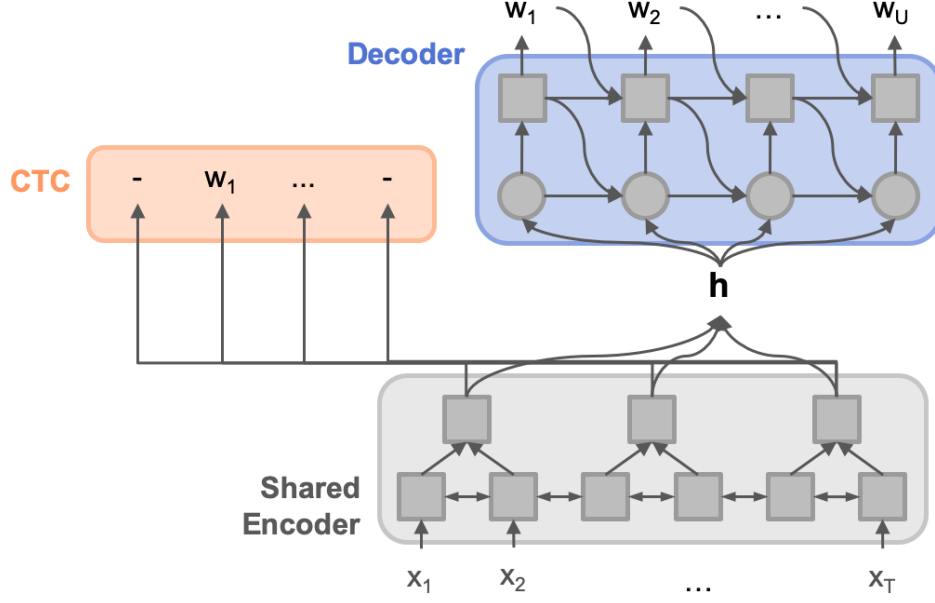 w1 w2 ... wU
Decoder
CTC
- w1 ... -
h
Shared
Encoder
x1 x2 ... xT